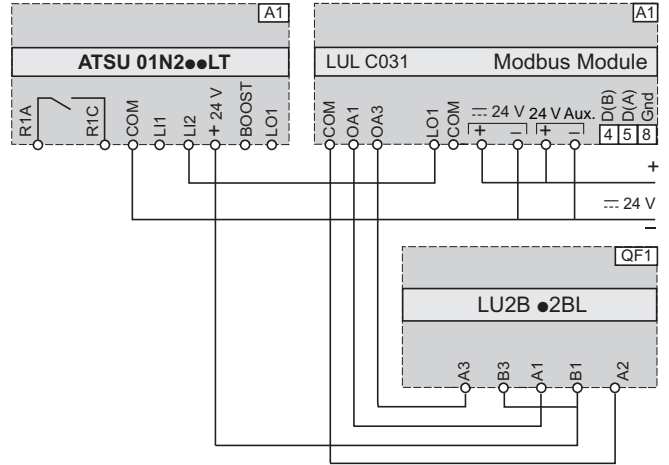 A1
ATSU 01N2●●LT
R1A
R1C
COM
LI1
LI2
+ 24 V
BOOST
LO1
A1
LUL C031 Modbus Module
COM
OA1
OA3
LO1
COM
⎓ 24 V
+ –
24 V Aux.
+ –
D(B)
D(A)
Gnd
4 5 8
+
⎓ 24 V
–
QF1
LU2B ●2BL
A3
B3
A1
B1
A2